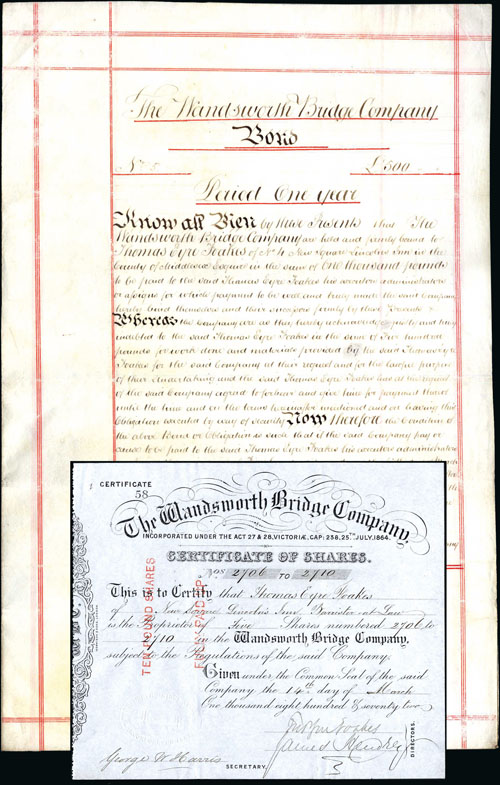 The Wandsworth Bridge Company
Bond
No 5 £500
Period One year
Know all Men by these Presents that The
Wandsworth Bridge Company are held and firmly bound to
Thomas Eyre Foakes of No 4 New Square Lincolns Inn in the
County of Middlesex Esquire in the sum of One thousand pounds
to be paid to the said Thomas Eyre Foakes his executors administrators
or assigns for which payment to be well and truly made the said Company
hereby bind themselves and their successors firmly by these Presents
Whereas the Company are as they hereby acknowledge justly and truly
indebted to the said Thomas Eyre Foakes in the sum of Five hundred
pounds for work done and materials provided by the said Thomas Eyre
Foakes for the said Company at their request and for the lawful purposes
of their Undertaking and the said Thomas Eyre Foakes has at the request
of the said Company agreed to forbear and give time for payment thereof
until the time and on the terms hereinafter mentioned and on having this
Obligation executed by way of security Now Therefore the Condition of
the above Bond or Obligation is such that if the said Company pay or
cause to be paid to the said Thomas Eyre Foakes his executors administrators
CERTIFICATE
58
The Wandsworth Bridge Company,
INCORPORATED UNDER THE ACT 27 & 28, VICTORIÆ, CAP: 238, 25TH JULY, 1864.
CERTIFICATE OF SHARES.
NOS 2706 TO 2710
This is to Certify that Thomas Eyre Foakes
of 4 New Square Lincoln's Inn Barrister at Law
is the Proprietor of Five Shares numbered 2706 to
2710 in the Wandsworth Bridge Company,
subject to the Regulations of the said Company.
Given under the Common Seal of the said
Company the 14th day of March
One thousand eight hundred & seventy two
TEN POUND SHARES
FULLY PAID UP
James
DIRECTORS.
George W Harris
SECRETARY.